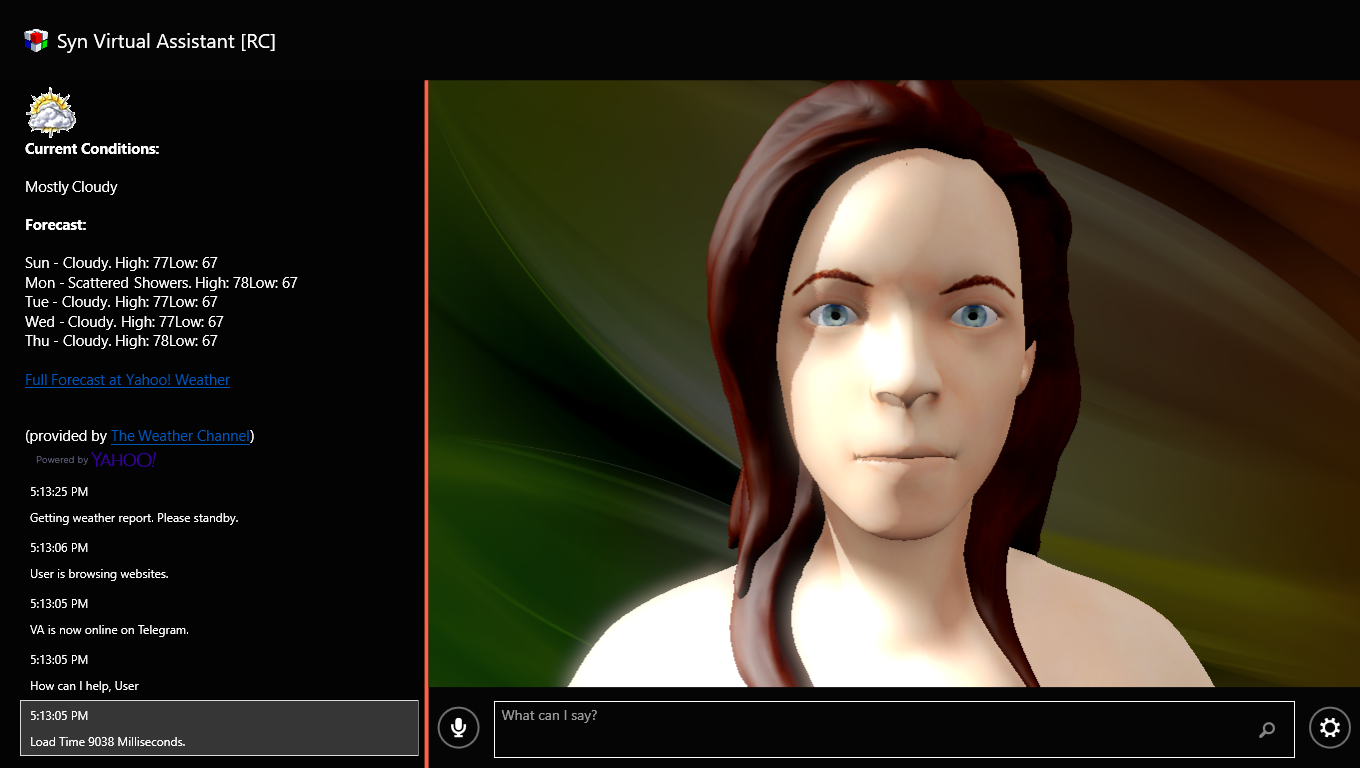 Syn Virtual Assistant [RC]
Current Conditions:
Mostly Cloudy
Forecast:
Sun - Cloudy. High: 77Low: 67
Mon - Scattered Showers. High: 78Low: 67
Tue - Cloudy. High: 77Low: 67
Wed - Cloudy. High: 77Low: 67
Thu - Cloudy. High: 78Low: 67
Full Forecast at Yahoo! Weather
(provided by The Weather Channel)
Powered by YAHOO!
5:13:25 PM
Getting weather report. Please standby.
5:13:06 PM
User is browsing websites.
5:13:05 PM
VA is now online on Telegram.
5:13:05 PM
How can I help, User
5:13:05 PM
Load Time 9038 Milliseconds.
What can I say?